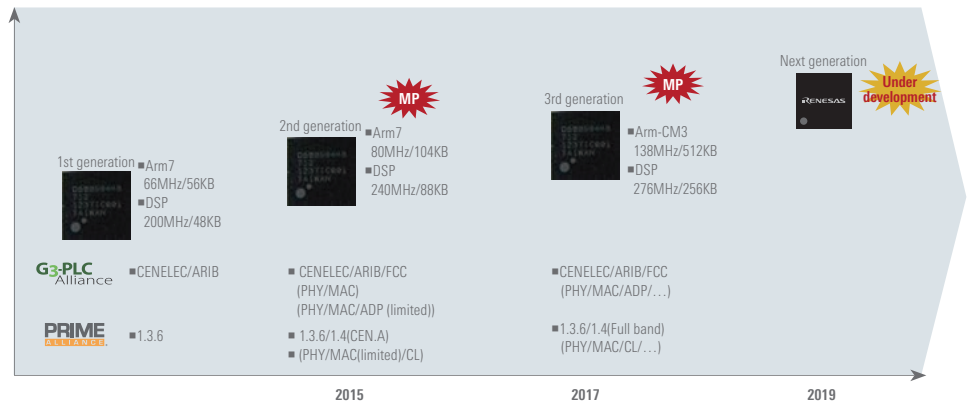 Next generation
RENESAS
Under
development
MP
3rd generation
■Arm-CM3
138MHz/512KB
■DSP
276MHz/256KB
MP
2nd generation
■Arm7
80MHz/104KB
■DSP
240MHz/88KB
1st generation
■Arm7
66MHz/56KB
■DSP
200MHz/48KB
G3-PLC
Alliance
■CENELEC/ARIB
■ CENELEC/ARIB/FCC
(PHY/MAC)
(PHY/MAC/ADP (limited))
■CENELEC/ARIB/FCC
(PHY/MAC/ADP/…)
PRIME
ALLIANCE
■1.3.6
■ 1.3.6/1.4(CEN.A)
■ (PHY/MAC(limited)/CL)
■1.3.6/1.4(Full band)
(PHY/MAC/CL/…)
2015
2017
2019